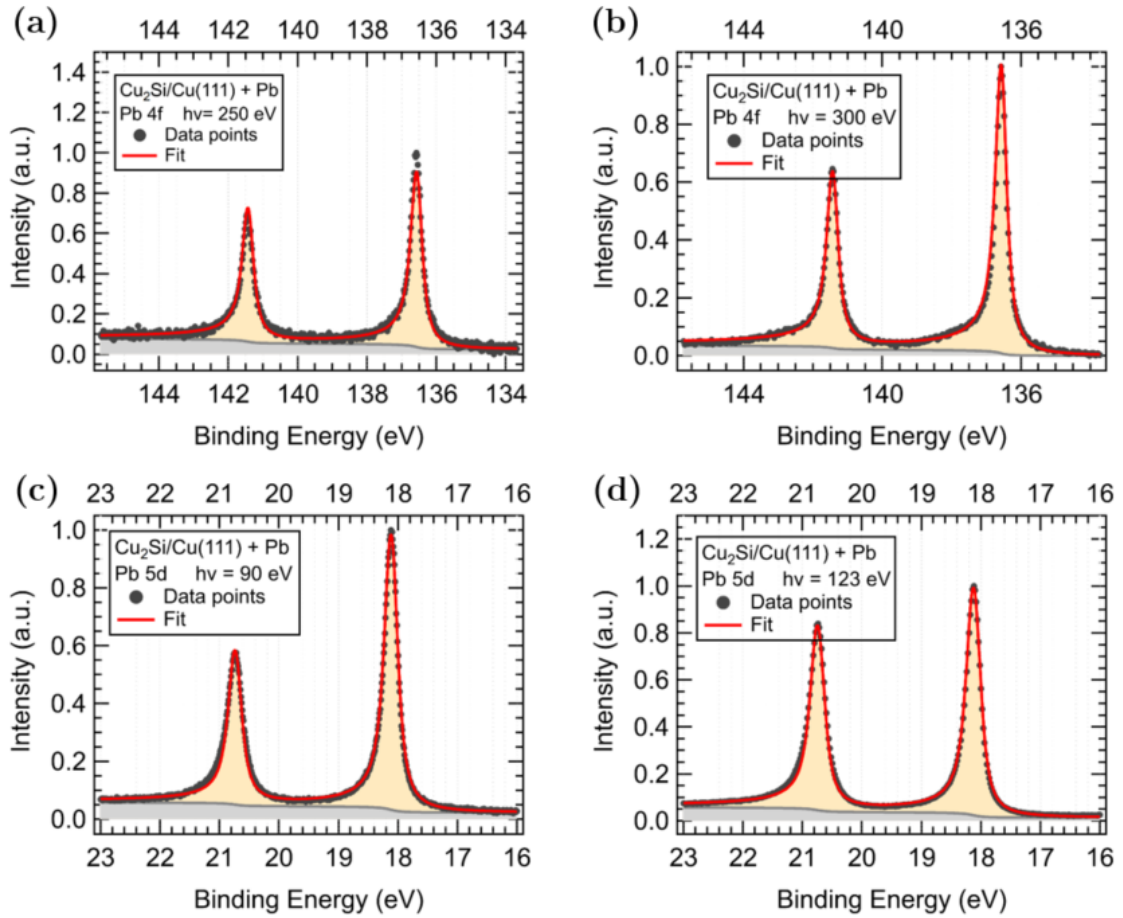 (a)
144 142 140 138 136 134
1.4
1.2
1.0
0.8
0.6
0.4
0.2
0.0
Intensity (a.u.)
Cu₂Si/Cu(111) + Pb
Pb 4f hν= 250 eV
Data points
Fit
144 142 140 138 136 134
Binding Energy (eV)
(b)
144 140 136
1.0
0.8
0.6
0.4
0.2
0.0
Intensity (a.u.)
Cu₂Si/Cu(111) + Pb
Pb 4f hν = 300 eV
Data points
Fit
144 140 136
Binding Energy (eV)
(c)
23 22 21 20 19 18 17 16
1.0
0.8
0.6
0.4
0.2
0.0
Intensity (a.u.)
Cu₂Si/Cu(111) + Pb
Pb 5d hν = 90 eV
Data points
Fit
23 22 21 20 19 18 17 16
Binding Energy (eV)
(d)
23 22 21 20 19 18 17 16
1.2
1.0
0.8
0.6
0.4
0.2
0.0
Intensity (a.u.)
Cu₂Si/Cu(111) + Pb
Pb 5d hν = 123 eV
Data points
Fit
23 22 21 20 19 18 17 16
Binding Energy (eV)